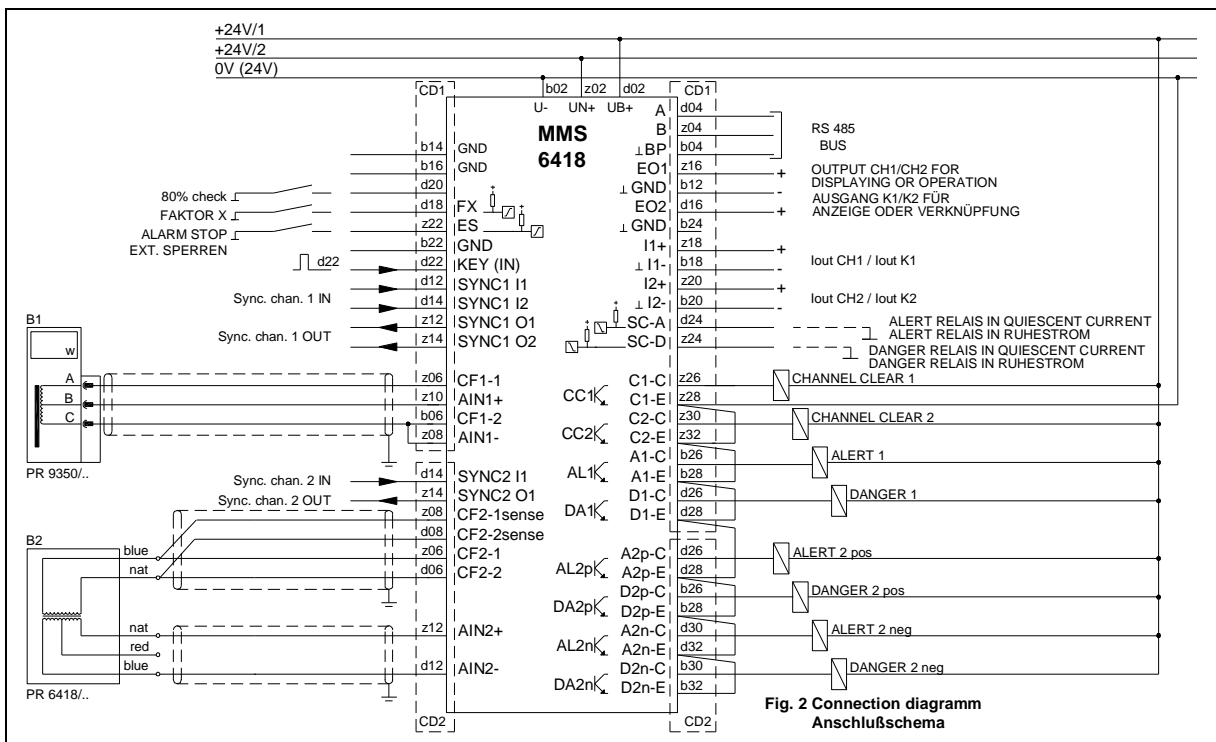 +24V/1
+24V/2
0V (24V)
CD1
b02 z02 d02
CD1
U- UN+ UB+
MMS
6418
b14 GND
b16 GND
d20
80% check ⊥
d18 FX
FAKTOR X ⊥
z22 ES
ALARM STOP ⊥
EXT. SPERREN
b22 GND
d22
d22 KEY (IN)
d12 SYNC1 I1
Sync. chan. 1 IN
d14 SYNC1 I2
z12 SYNC1 O1
Sync. chan. 1 OUT
z14 SYNC1 O2
B1
w
A
B
C
PR 9350/..
z06 CF1-1
z10 AIN1+
b06 CF1-2
z08 AIN1-
Sync. chan. 2 IN
d14 SYNC2 I1
Sync. chan. 2 OUT
z14 SYNC2 O1
z08 CF2-1sense
d08 CF2-2sense
z06 CF2-1
d06 CF2-2
B2
blue
nat
nat
red
blue
PR 6418/..
z12 AIN2+
d12 AIN2-
CD2
A d04
B z04
⊥BP b04
RS 485
BUS
EO1 z16 +
⊥ GND b12 -
EO2 d16 +
⊥ GND b24
OUTPUT CH1/CH2 FOR
DISPLAYING OR OPERATION
AUSGANG K1/K2 FÜR
ANZEIGE ODER VERKNÜPFUNG
I1+ z18 +
⊥ I1- b18 -
Iout CH1 / Iout K1
I2+ z20 +
⊥ I2- b20 -
Iout CH2 / Iout K2
SC-A d24
SC-D z24
ALERT RELAIS IN QUIESCENT CURRENT
ALERT RELAIS IN RUHESTROM
DANGER RELAIS IN QUIESCENT CURRENT
DANGER RELAIS IN RUHESTROM
CC1 C1-C z26 CHANNEL CLEAR 1
C1-E z28
CC2 C2-C z30 CHANNEL CLEAR 2
C2-E z32
AL1 A1-C b26 ALERT 1
A1-E b28
DA1 D1-C d26 DANGER 1
D1-E d28
AL2p A2p-C d26 ALERT 2 pos
A2p-E d28
DA2p D2p-C b26 DANGER 2 pos
D2p-E b28
AL2n A2n-C d30 ALERT 2 neg
A2n-E d32
DA2n D2n-C b30 DANGER 2 neg
D2n-E b32
CD2
Fig. 2 Connection diagramm
Anschlußschema